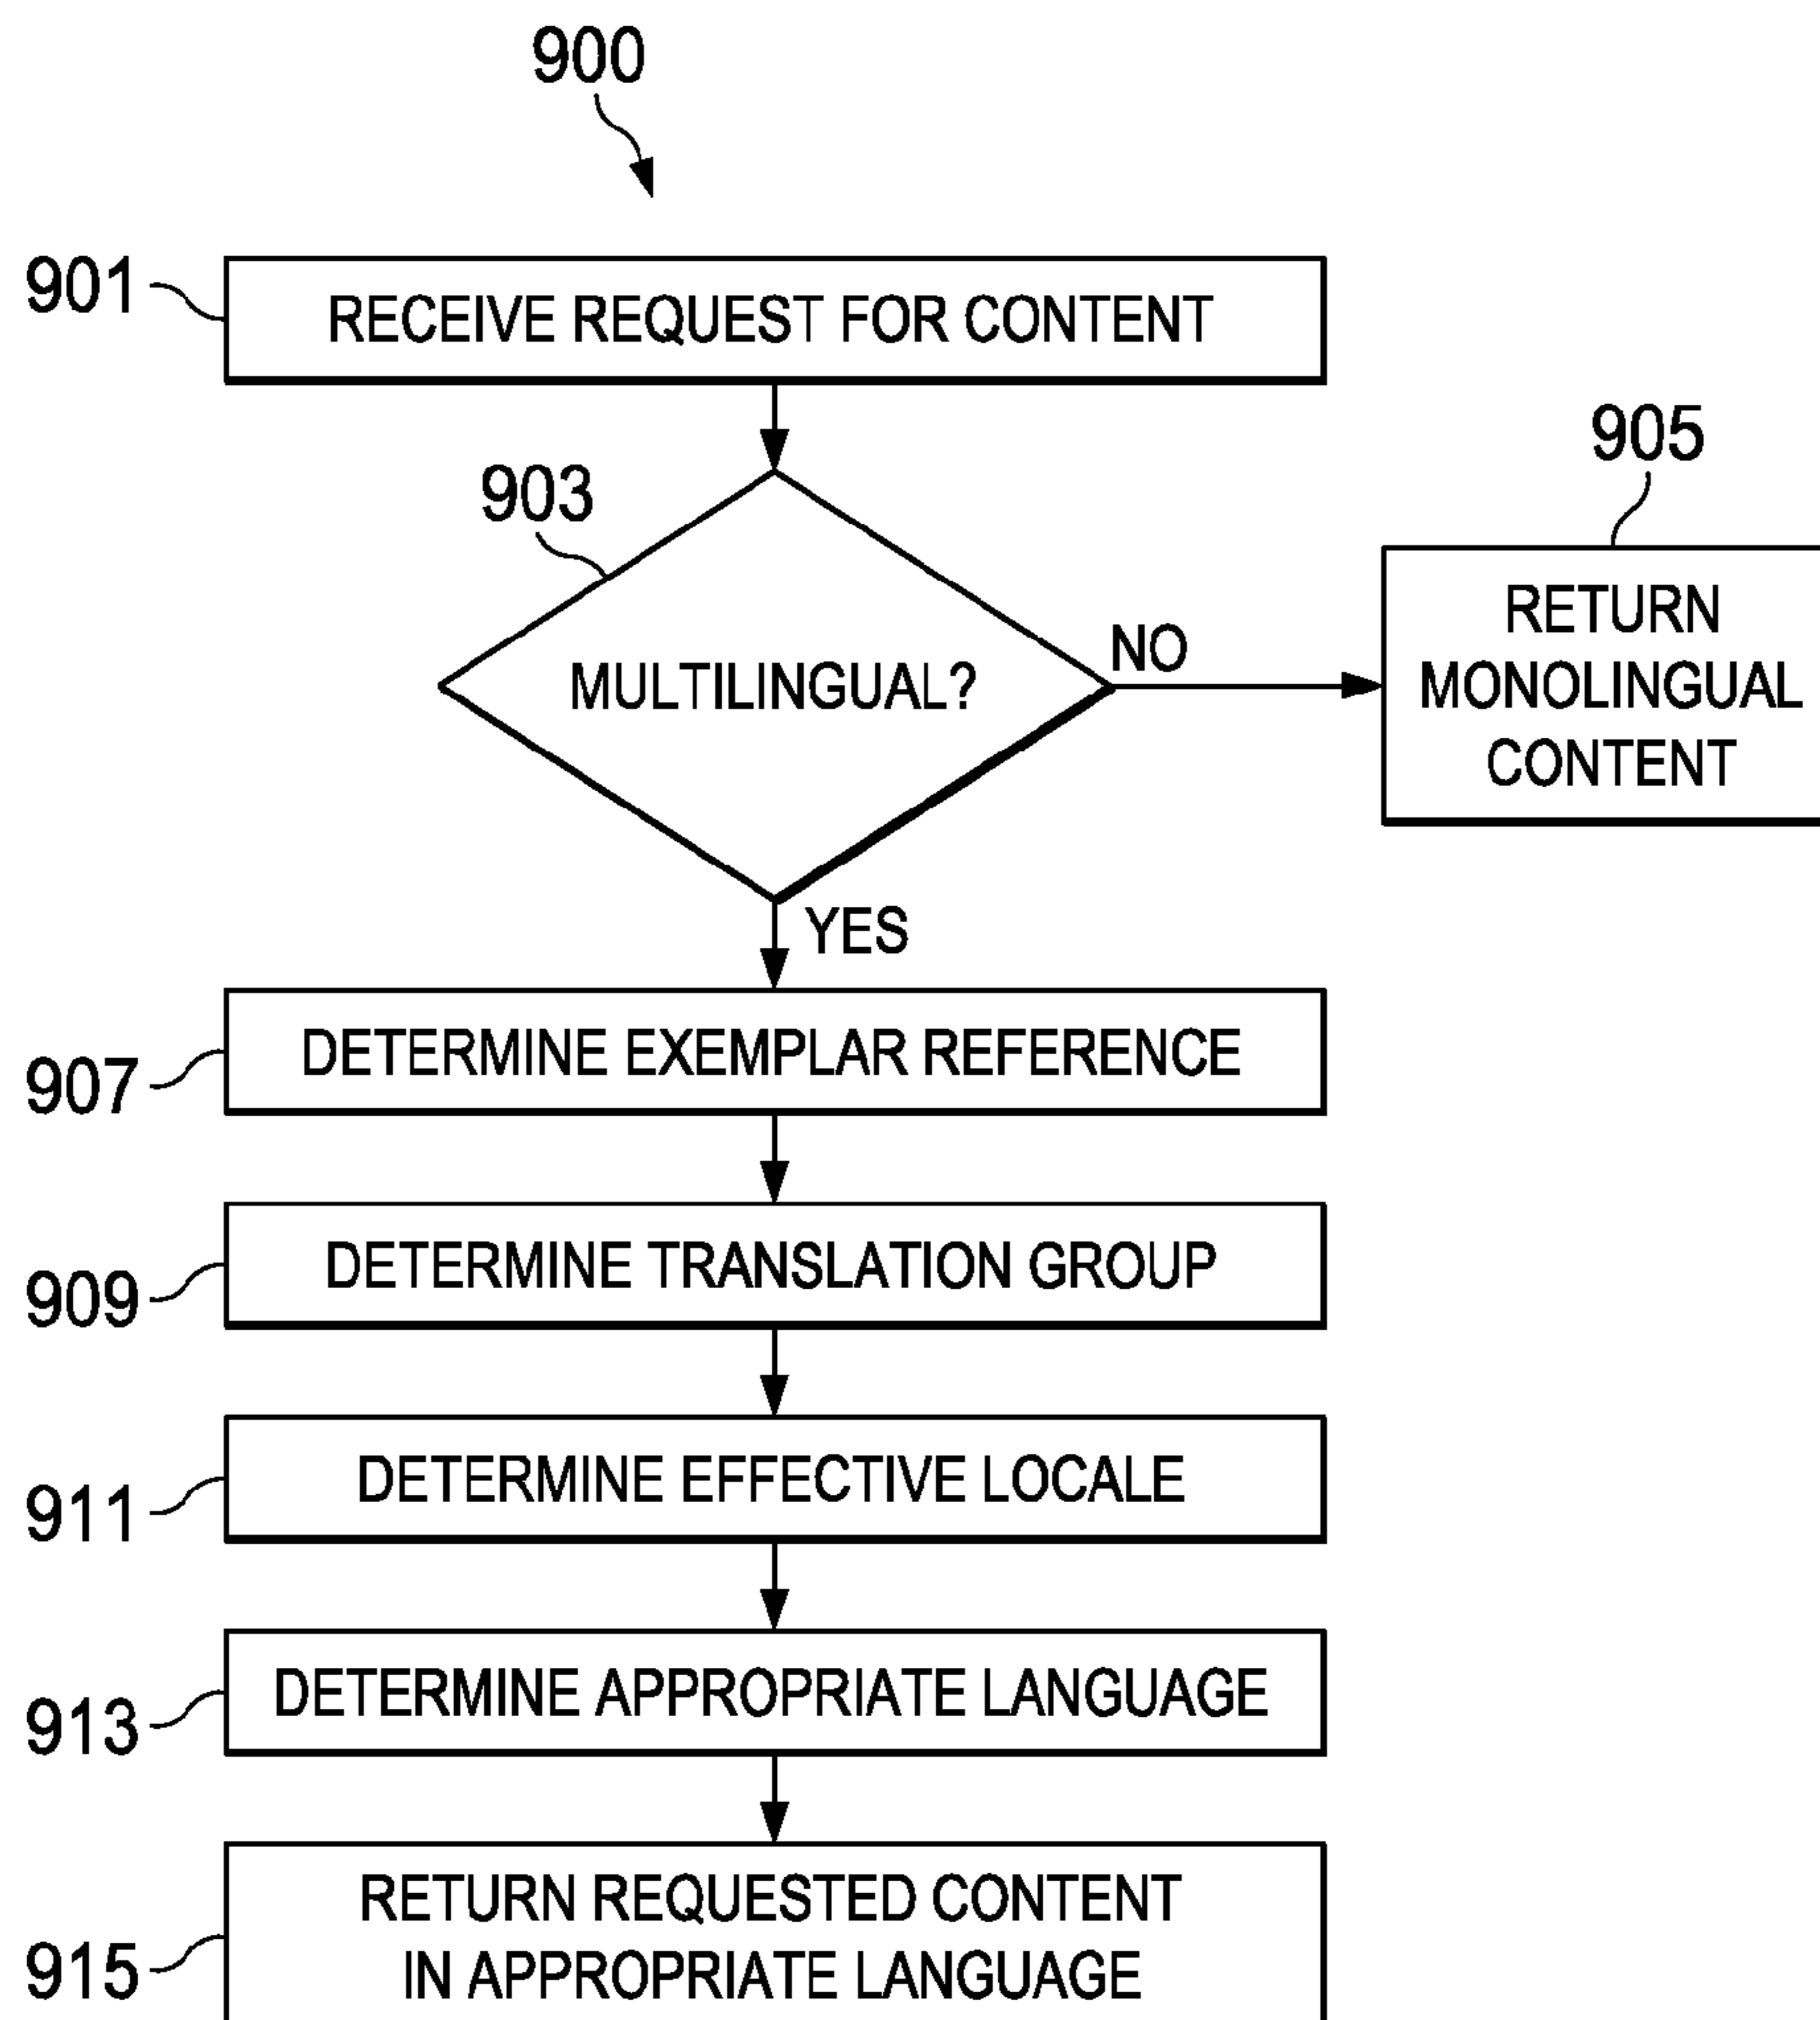 900
901
RECEIVE REQUEST FOR CONTENT
903
MULTILINGUAL?
NO
905
RETURN
MONOLINGUAL
CONTENT
YES
907
DETERMINE EXEMPLAR REFERENCE
909
DETERMINE TRANSLATION GROUP
911
DETERMINE EFFECTIVE LOCALE
913
DETERMINE APPROPRIATE LANGUAGE
915
RETURN REQUESTED CONTENT
IN APPROPRIATE LANGUAGE